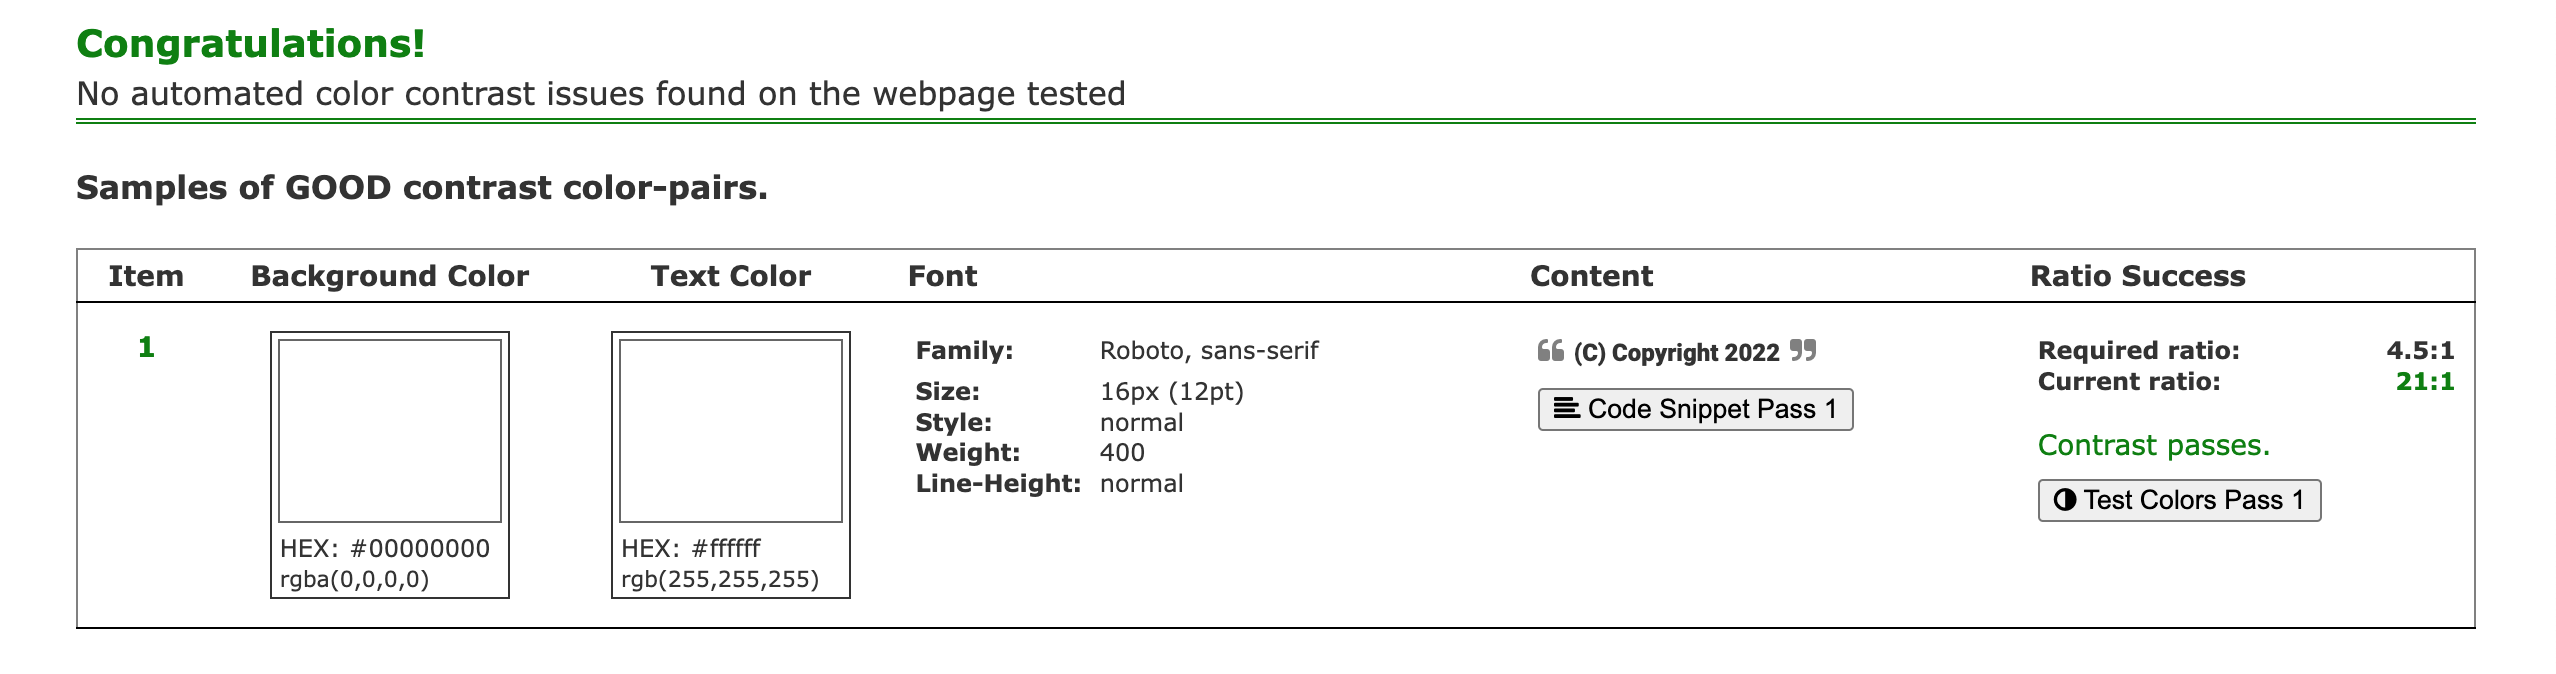 Congratulations!
No automated color contrast issues found on the webpage tested
Samples of GOOD contrast color-pairs.
Item Background Color Text Color Font Content Ratio Success
1
HEX: #00000000
rgba(0,0,0,0)
HEX: #ffffff
rgb(255,255,255)
Family: Roboto, sans-serif
Size: 16px (12pt)
Style: normal
Weight: 400
Line-Height: normal
❝ (C) Copyright 2022 ❞
Code Snippet Pass 1
Required ratio: 4.5:1
Current ratio: 21:1
Contrast passes.
Test Colors Pass 1